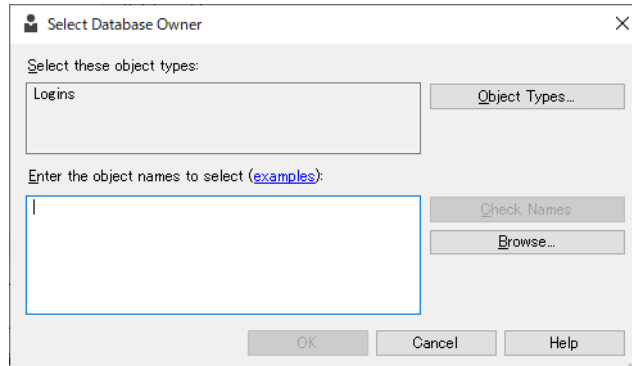 Select Database Owner
Select these object types:
Logins
Object Types...
Enter the object names to select (examples):
Check Names
Browse...
OK
Cancel
Help